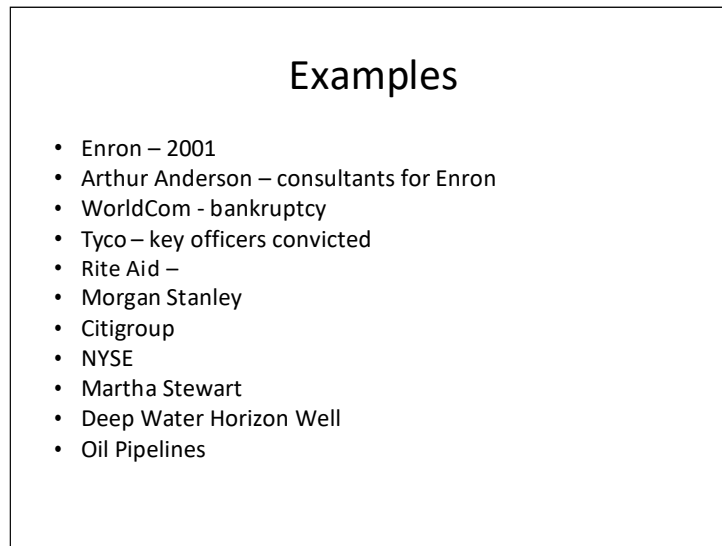 Examples
• Enron – 2001
• Arthur Anderson – consultants for Enron
• WorldCom - bankruptcy
• Tyco – key officers convicted
• Rite Aid –
• Morgan Stanley
• Citigroup
• NYSE
• Martha Stewart
• Deep Water Horizon Well
• Oil Pipelines